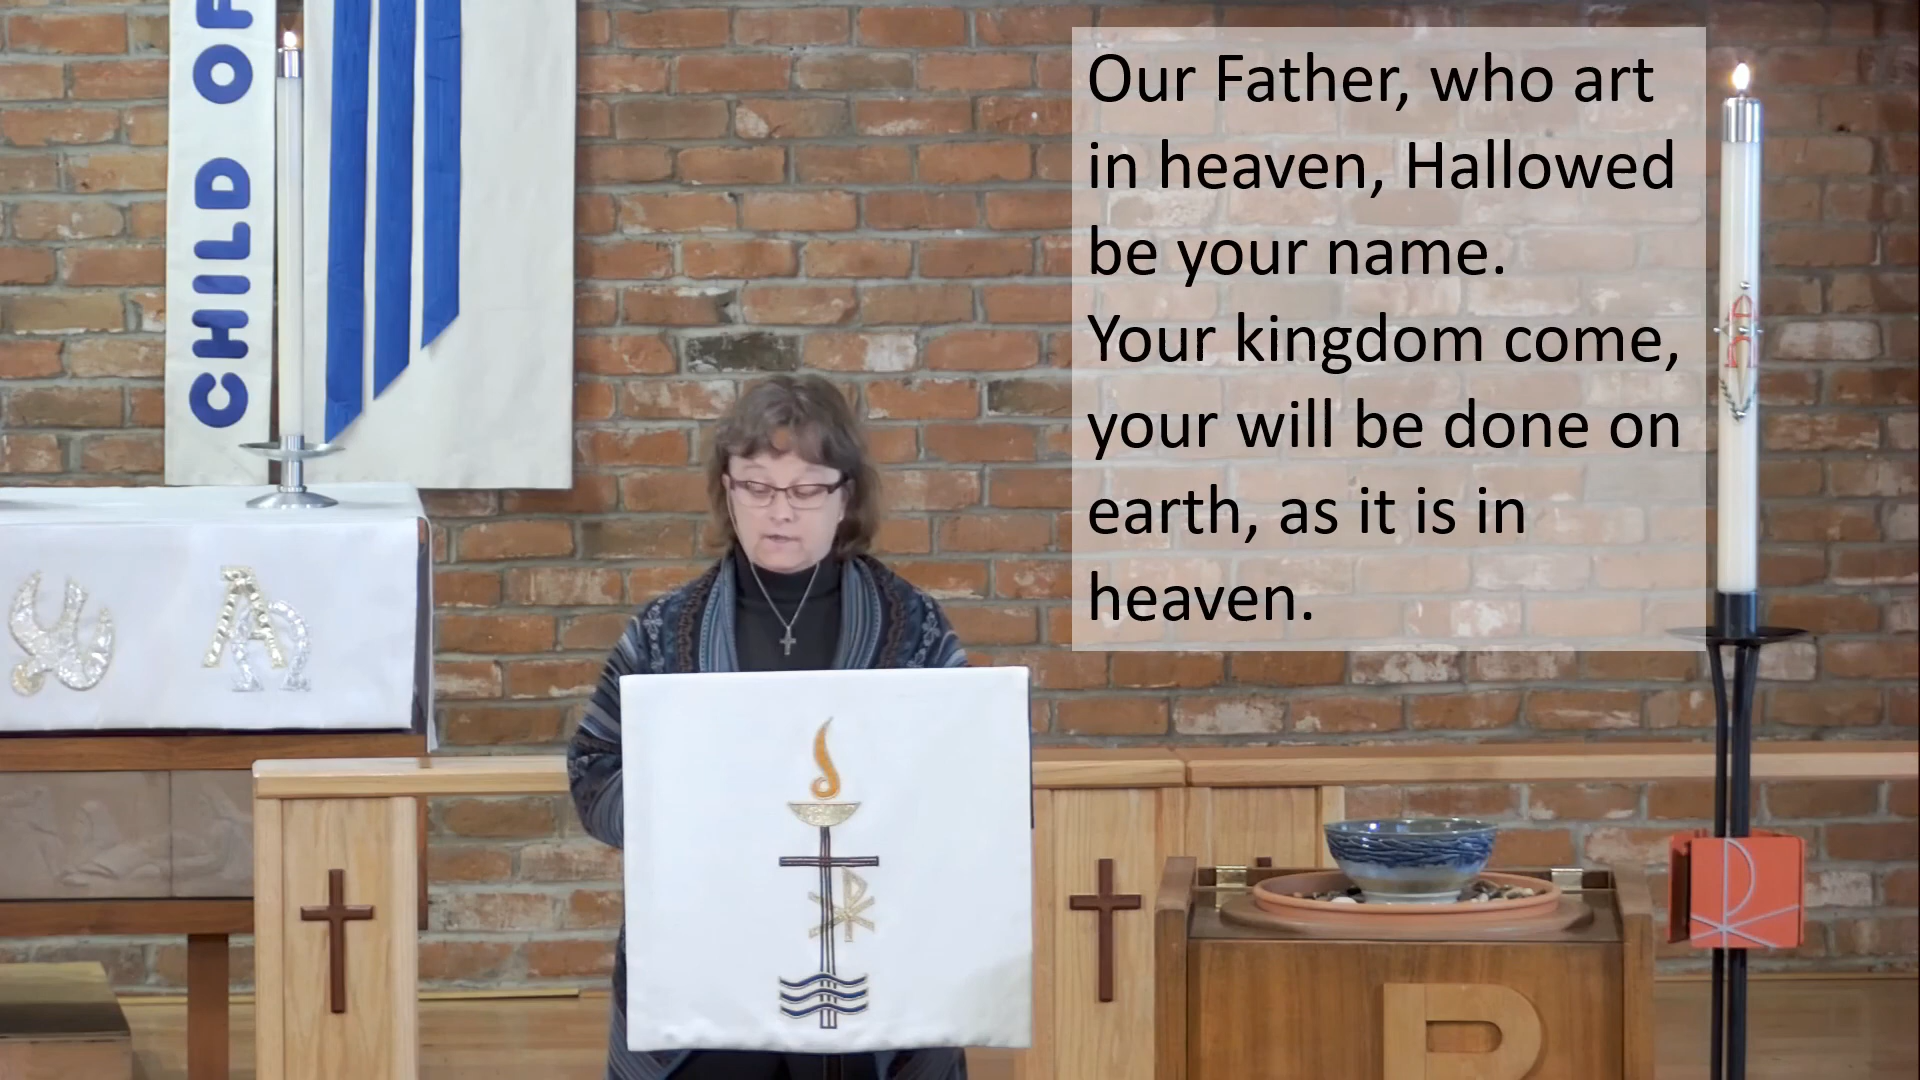 CHILD OF
Our Father, who art
in heaven, Hallowed
be your name.
Your kingdom come,
your will be done on
earth, as it is in
heaven.